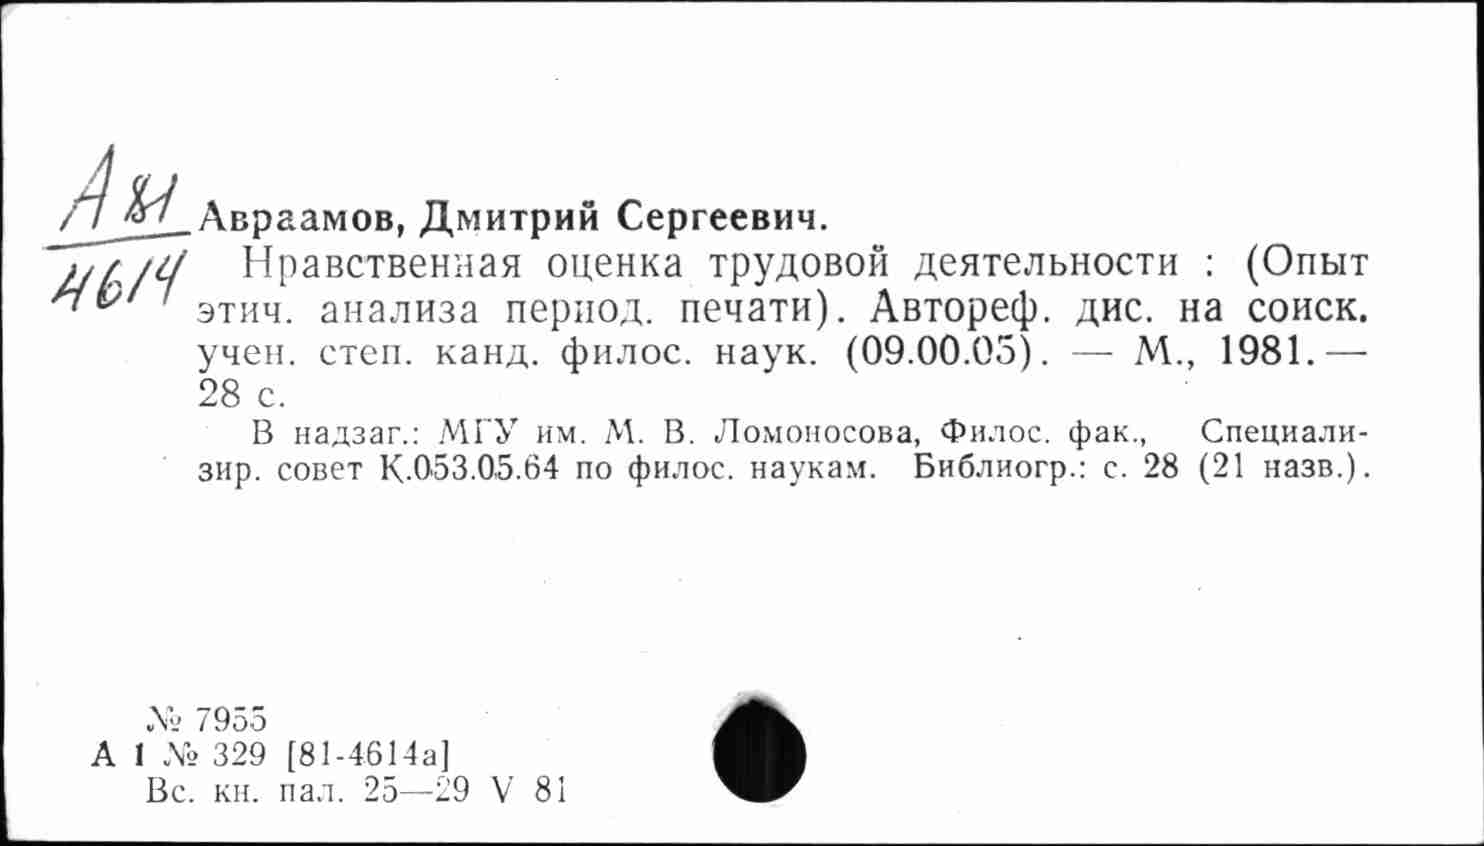 А 81
4614
Авраамов, Дмитрий Сергеевич.
Нравственная оценка трудовой деятельности : (Опыт
этич. анализа период. печати). Автореф. дис. на соиск.
учен. степ. канд. филос. наук. (09.00.05). — М., 1981. —
28 с.
В надзаг.: МГУ им. М. В. Ломоносова, Филос. фак., Специали-
зир. совет К.053.05.64 по филос. наукам. Библиогр.: с. 28 (21 назв.).
№ 7955
А 1 № 329 [81-4614а]
Вс. кн. пал. 25—29 V 81